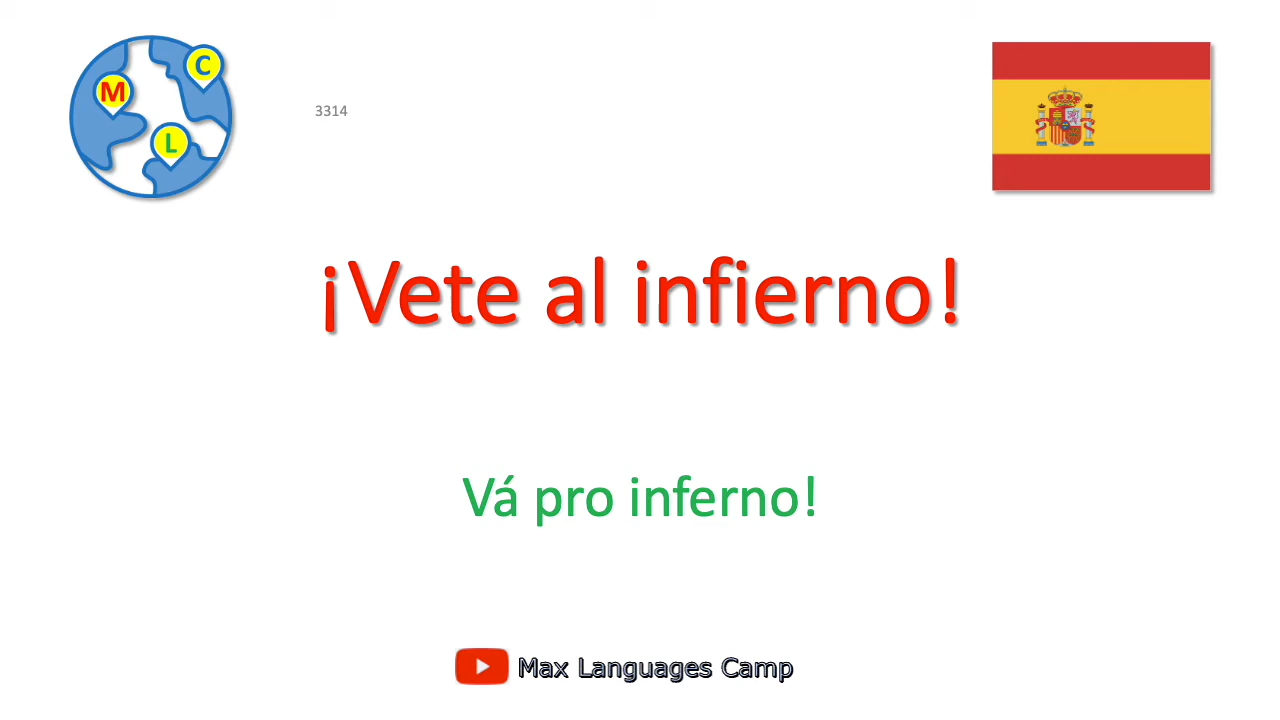 M
C
L
3314
¡Vete al infierno!
Vá pro inferno!
Max Languages Camp